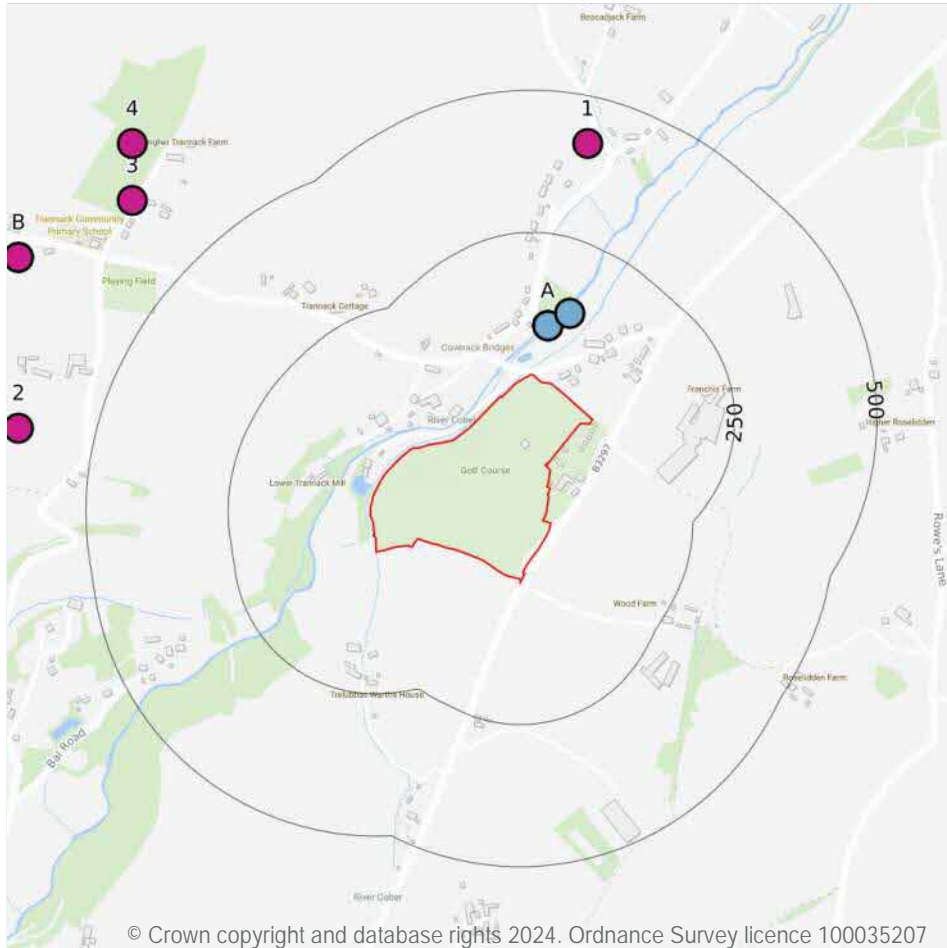 Boscadjack Farm
1
4
Higher Trannack Farm
3
B
Trannack Community
Primary School
Playing Field
A
Trannack Cottage
Coverack Bridges
2
Franchis Farm
250
500
Higher Roselidden
River Cober
B3297
Golf Course
Lower Trannack Mill
Rowe's Lane
Wood Farm
Roselidden Farm
Trelubbas Wartha House
Bal Road
River Cober
© Crown copyright and database rights 2024. Ordnance Survey licence 100035207